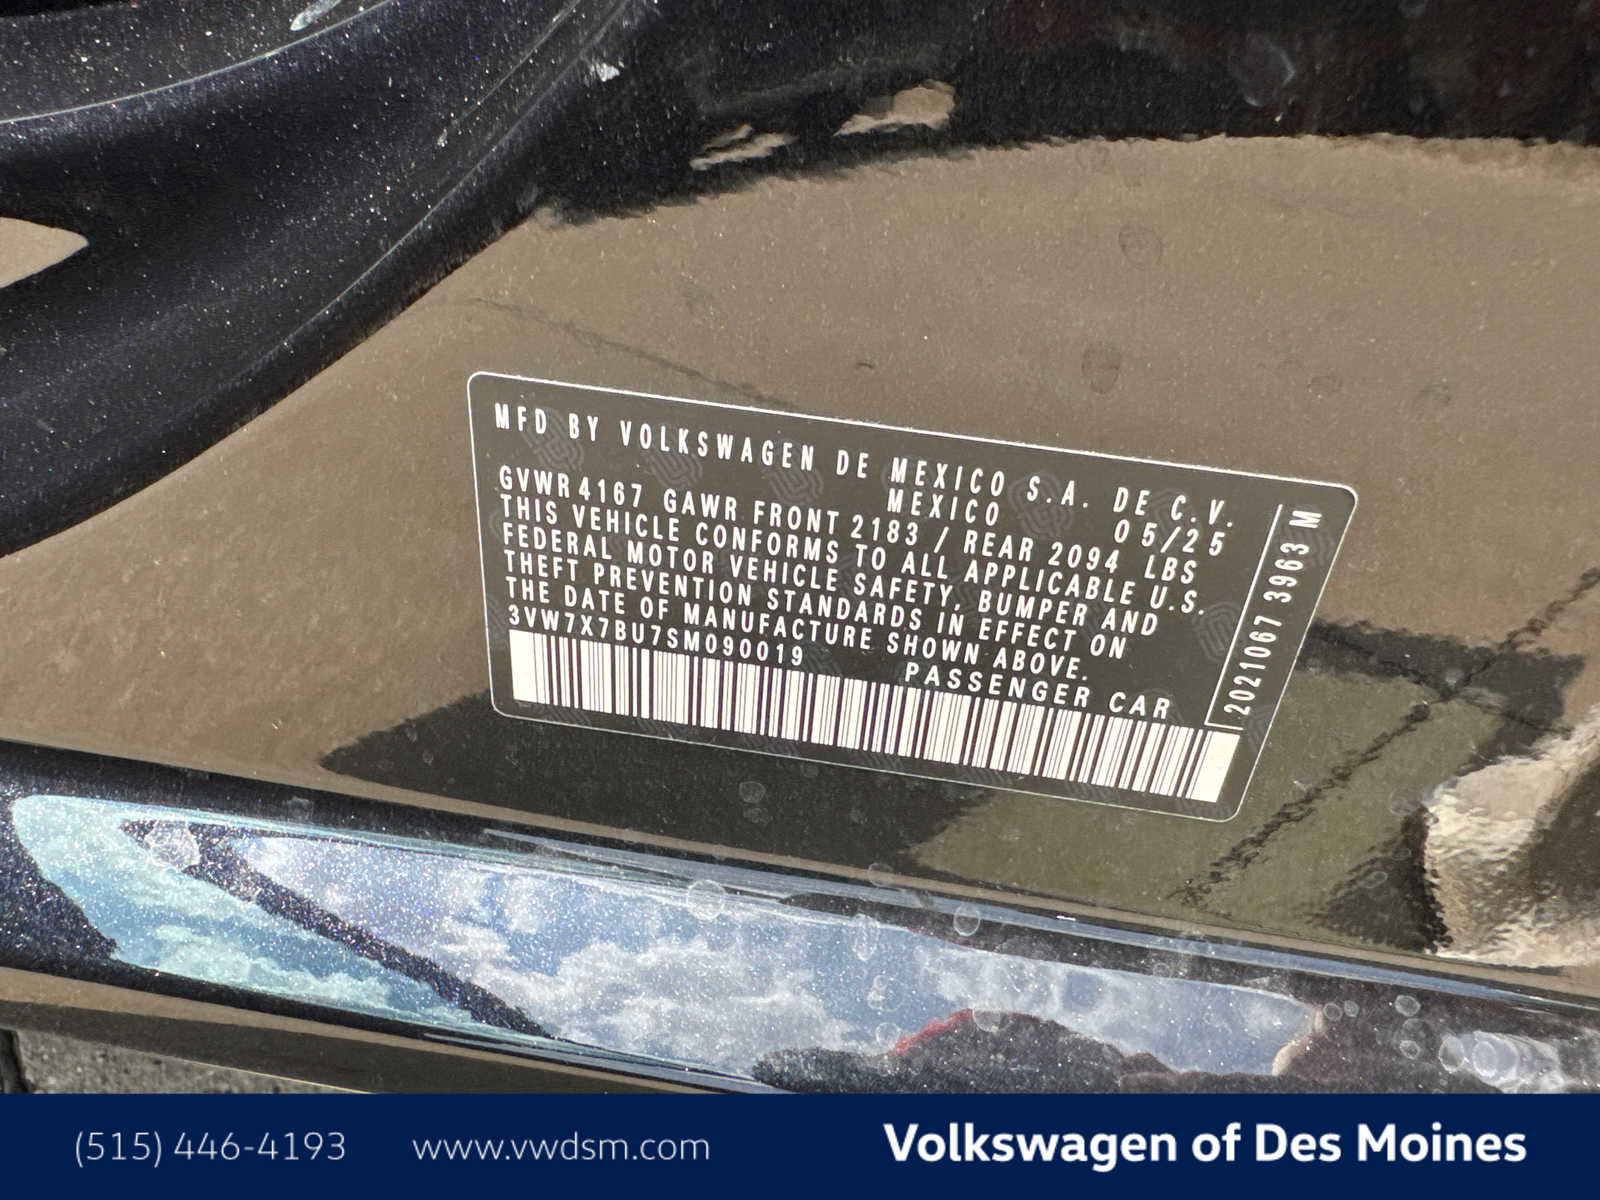 MFD BY VOLKSWAGEN DE MEXICO S.A. DE C.V.
MEXICO 05/25
GVWR 4167 GAWR FRONT 2183 / REAR 2094 LBS
THIS VEHICLE CONFORMS TO ALL APPLICABLE U.S.
FEDERAL MOTOR VEHICLE SAFETY, BUMPER AND
THEFT PREVENTION STANDARDS IN EFFECT ON
THE DATE OF MANUFACTURE SHOWN ABOVE.
3VW7X7BU7SM090019 PASSENGER CAR
2021067 3963 M
(515) 446-4193 www.vwdsm.com Volkswagen of Des Moines